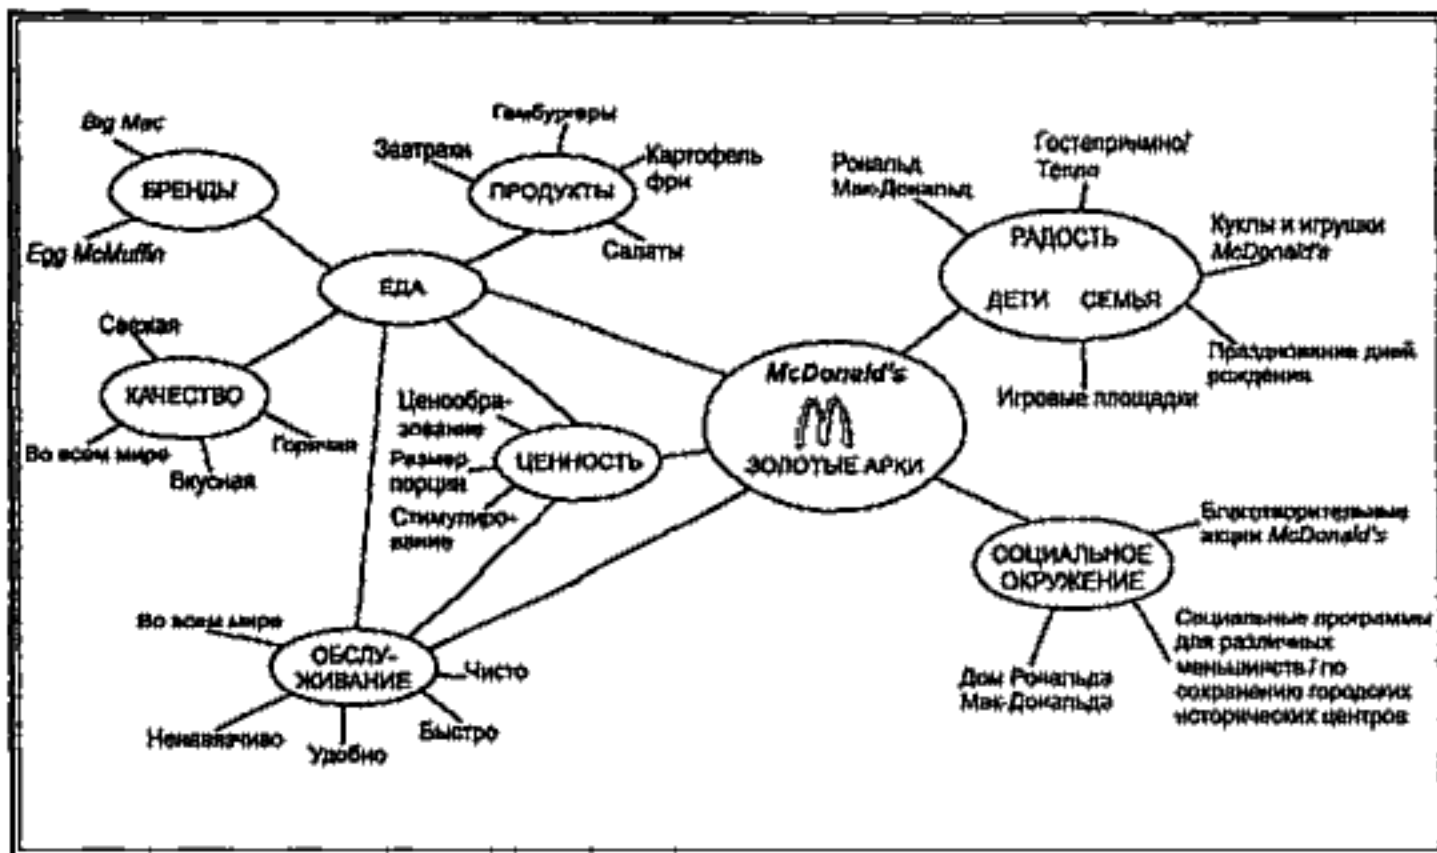 Big Mac
БРЕНДЫ
Egg McMuffin
Гамбургеры
Завтраки
Картофель
фри
ПРОДУКТЫ
Салаты
ЕДА
Свежая
КАЧЕСТВО
Во всем мире
Вкусная
Горячая
Ценообра-
зование
Размер
порции
Стимулиро-
вание
ЦЕННОСТЬ
McDonald's
ЗОЛОТЫЕ АРКИ
Рональд
Мак-Дональд
Гостеприимно/
Тепло
РАДОСТЬ
ДЕТИ СЕМЬЯ
Куклы и игрушки
McDonald's
Празднование дней
рождения
Игровые площадки
Благотворительные
акции McDonald's
СОЦИАЛЬНОЕ
ОКРУЖЕНИЕ
Дом Рональда
Мак-Дональда
Социальные программы
для различных
меньшинств / по
сохранению городских
исторических центров
Во всем мире
ОБСЛУ-
ЖИВАНИЕ
Чисто
Ненавязчиво
Удобно
Быстро